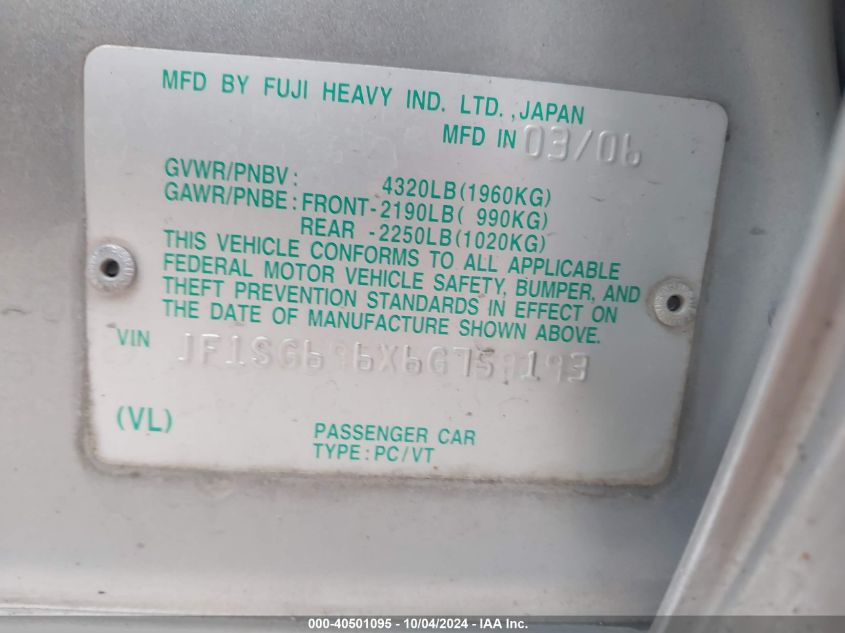 MFD BY FUJI HEAVY IND. LTD. ,JAPAN
MFD IN 03/06
GVWR/PNBV: 4320LB(1960KG)
GAWR/PNBE: FRONT-2190LB( 990KG)
REAR -2250LB(1020KG)
THIS VEHICLE CONFORMS TO ALL APPLICABLE
FEDERAL MOTOR VEHICLE SAFETY, BUMPER, AND
THEFT PREVENTION STANDARDS IN EFFECT ON
THE DATE OF MANUFACTURE SHOWN ABOVE.
VIN JF1SG696X6G759193
(VL)
PASSENGER CAR
TYPE:PC/VT
000-40501095 - 10/04/2024 - IAA Inc.